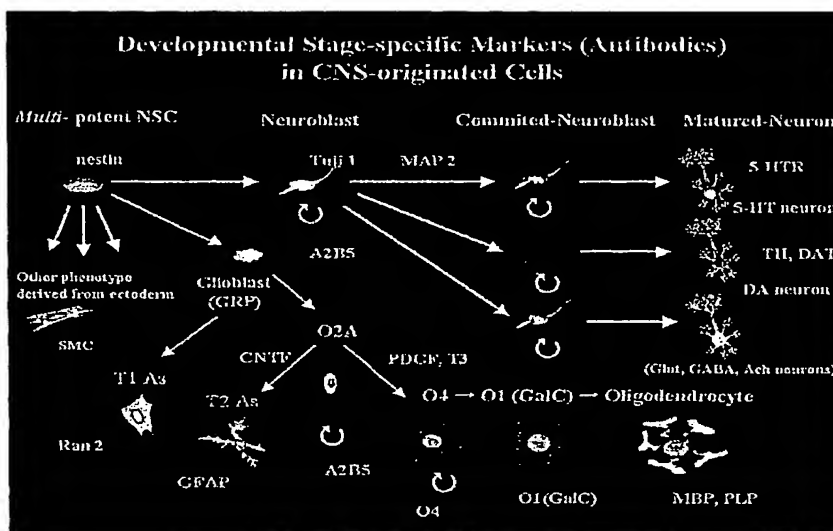 Developmental Stage-specific Markers (Antibodies)
in CNS-originated Cells
Multi- potent NSC
Neuroblast
Commited-Neuroblast
Matured-Neuron
nestin
Tuji 1
MAP 2
5-HTR
5-HT neuron
A2B5
TH, DAT
DA neuron
Other phenotype
derived from ectoderm
Glioblast
(GRP)
SMC
O2A
CNTF
PDGF, T3
(Glut, GABA, Ach neurons)
T1 As
T2 As
O4 → O1 (GalC) → Oligodendrocyte
Ran 2
GFAP
A2B5
O4
O1(GalC)
MBP, PLP